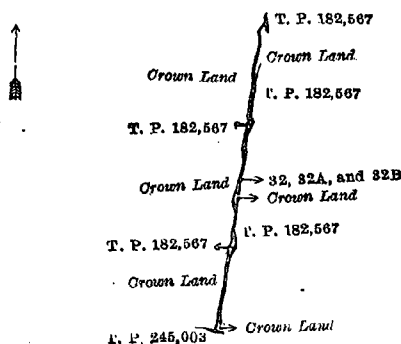 T. P. 182,567
Crown Land
Crown Land
T. P. 182,567
T. P. 182,567
32, 32A, and 32B
Crown Land
Crown Land
T. P. 182,567
T. P. 182,567
Crown Land
Crown Land
T. P. 245,003